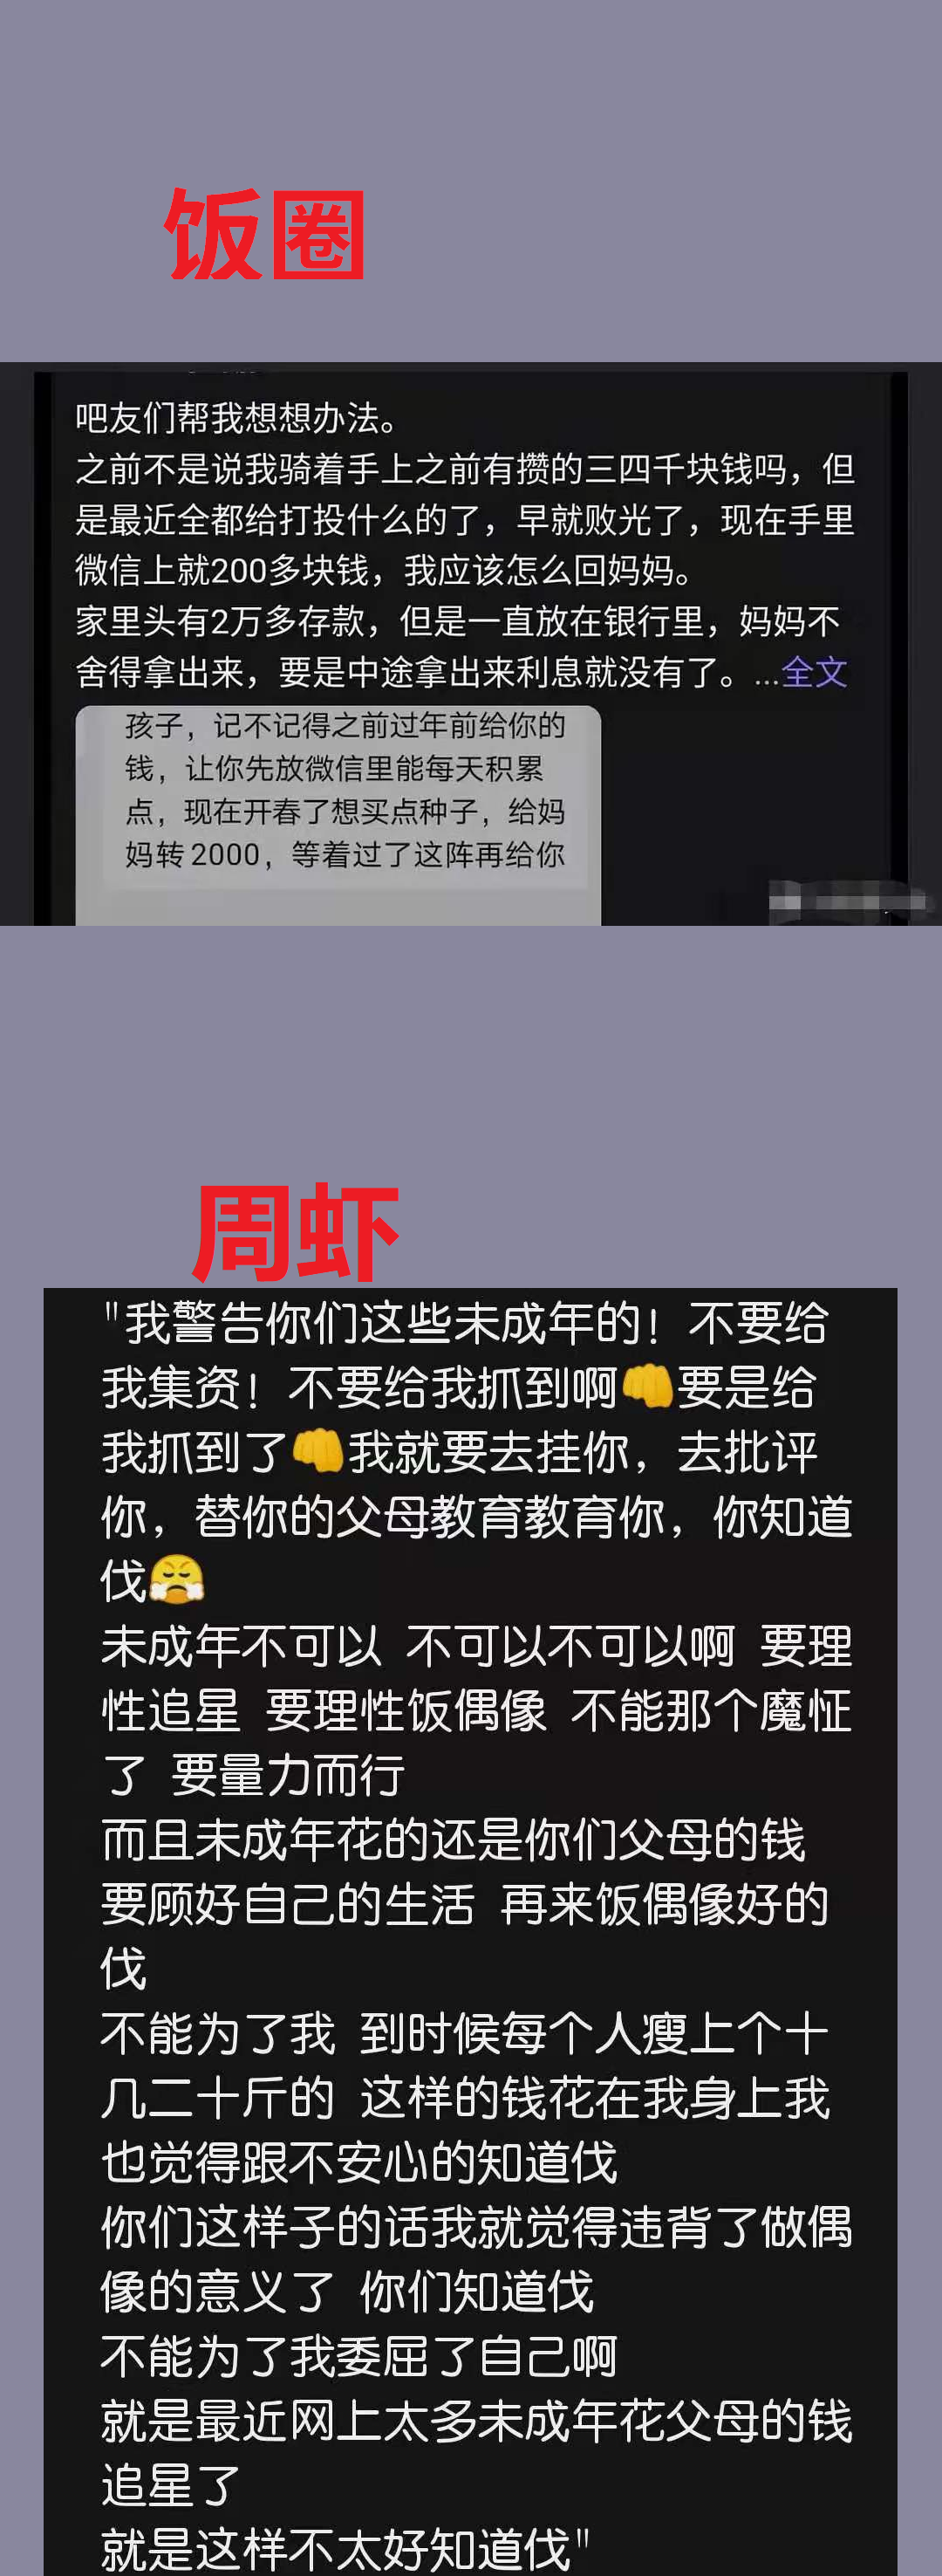 饭圈
吧友们帮我想想办法。
之前不是说我骑着手上之前有攒的三四千块钱吗，但
是最近全都给打投什么的了，早就败光了，现在手里
微信上就200多块钱，我应该怎么回妈妈。
家里头有2万多存款，但是一直放在银行里，妈妈不
舍得拿出来，要是中途拿出来利息就没有了。...全文
孩子，记不记得之前过年前给你的
钱，让你先放微信里能每天积累
点，现在开春了想买点种子，给妈
妈转2000，等着过了这阵再给你
周虾
"我警告你们这些未成年的！不要给
我集资！不要给我抓到啊👊要是给
我抓到了👊我就要去挂你，去批评
你，替你的父母教育教育你，你知道
伐😤
未成年不可以 不可以不可以啊 要理
性追星 要理性饭偶像 不能那个魔怔
了 要量力而行
而且未成年花的还是你们父母的钱
要顾好自己的生活 再来饭偶像好的
伐
不能为了我 到时候每个人瘦上个十
几二十斤的 这样的钱花在我身上我
也觉得跟不安心的知道伐
你们这样子的话我就觉得违背了做偶
像的意义了 你们知道伐
不能为了我委屈了自己啊
就是最近网上太多未成年花父母的钱
追星了
就是这样不太好知道伐"